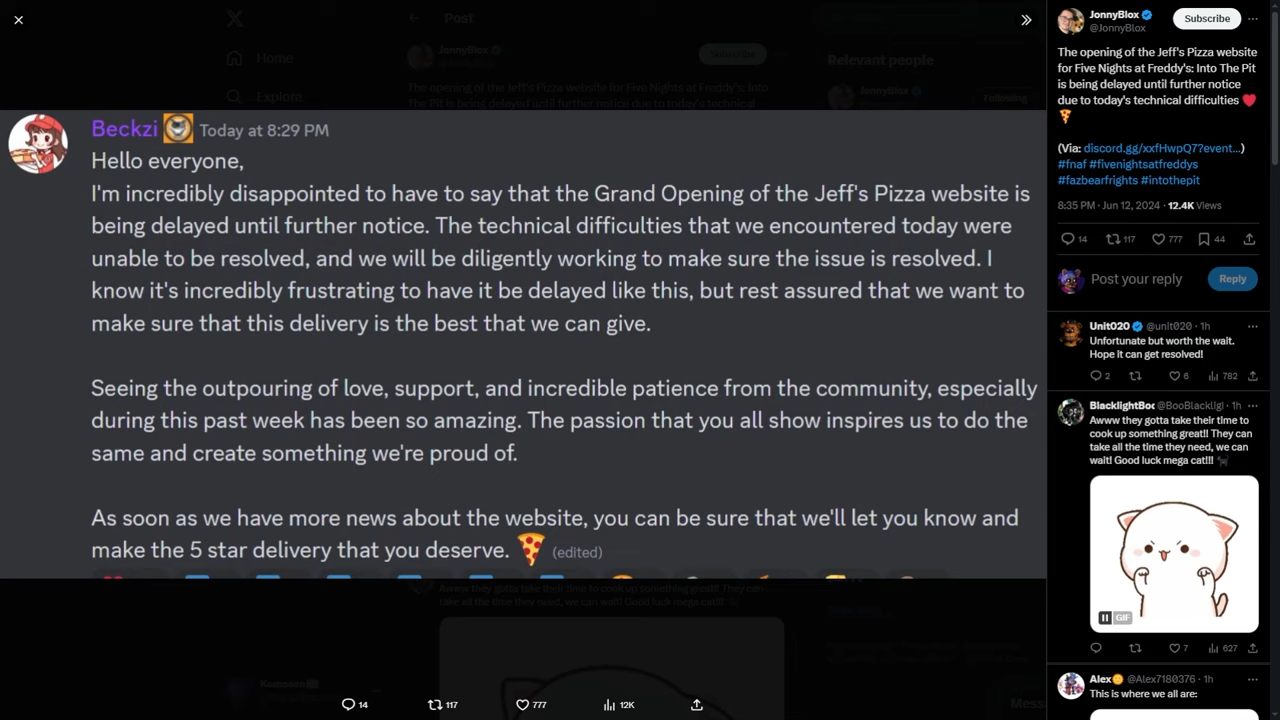 Post
Home
Explore
Relevant people
Beckzi Today at 8:29 PM
Hello everyone,
I'm incredibly disappointed to have to say that the Grand Opening of the Jeff's Pizza website is
being delayed until further notice. The technical difficulties that we encountered today were
unable to be resolved, and we will be diligently working to make sure the issue is resolved. I
know it's incredibly frustrating to have it be delayed like this, but rest assured that we want to
make sure that this delivery is the best that we can give.
Seeing the outpouring of love, support, and incredible patience from the community, especially
during this past week has been so amazing. The passion that you all show inspires us to do the
same and create something we're proud of.
As soon as we have more news about the website, you can be sure that we'll let you know and
make the 5 star delivery that you deserve. 🍕 (edited)
14 117 777 12K
JonnyBlox
@JonnyBlox
Subscribe
The opening of the Jeff's Pizza website
for Five Nights at Freddy's: Into The Pit
is being delayed until further notice
due to today's technical difficulties ❤️
🍕
(Via: discord.gg/xxfHwpQ7?event...)
#fnaf #fivenightsatfreddys
#fazbearfrights #intothepit
8:35 PM · Jun 12, 2024 · 12.4K Views
14 117 777 44
Post your reply
Reply
Unit020 @unit020 · 1h
Unfortunate but worth the wait.
Hope it can get resolved!
2 6 782
BlacklightBoo @BooBlackligl · 1h
Awww they gotta take their time to
cook up something great!! They can
take all the time they need, we can
wait! Good luck mega cat!!! 🐈‍⬛
GIF
7 627
Alex @Alex7180376 · 1h
This is where we all are: